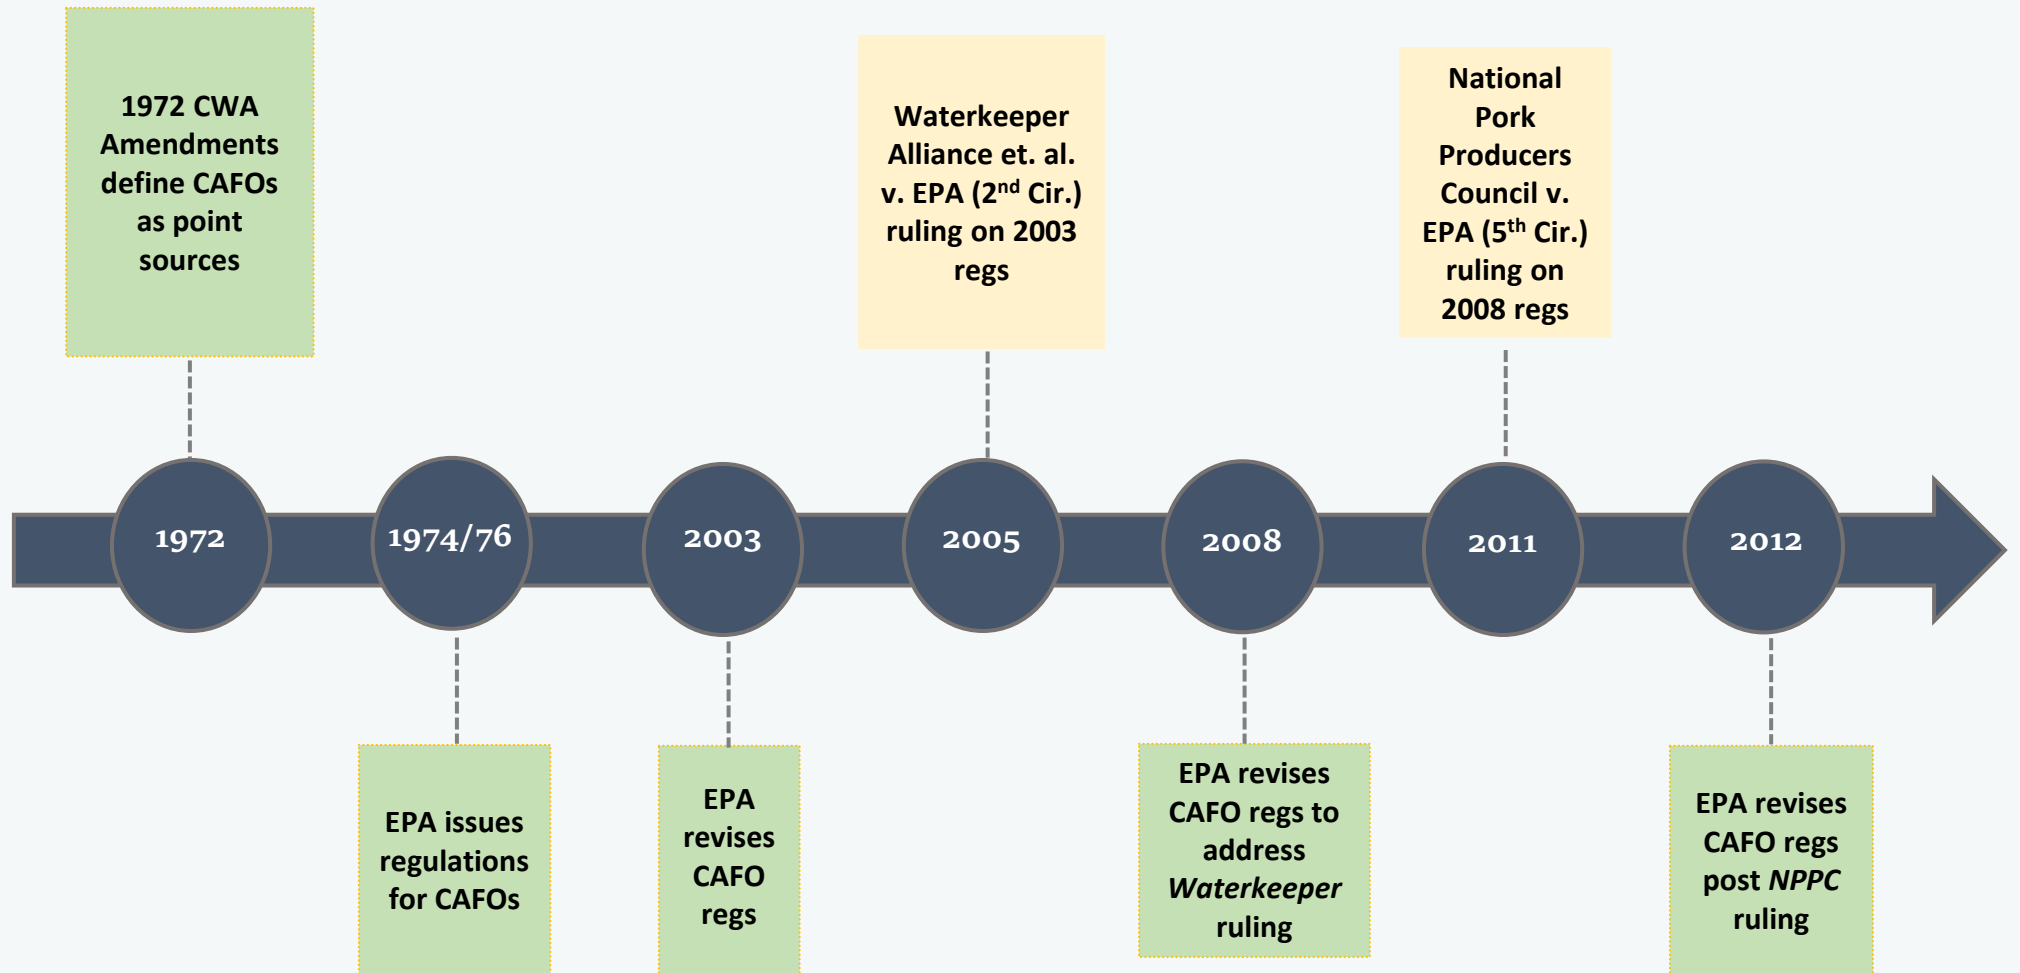 1972 CWA
Amendments
define CAFOs
as point
sources
Waterkeeper
Alliance et. al.
v. EPA (2nd Cir.)
ruling on 2003
regs
National
Pork
Producers
Council v.
EPA (5th Cir.)
ruling on
2008 regs
1972
1974/76
2003
2005
2008
2011
2012
EPA issues
regulations
for CAFOs
EPA
revises
CAFO
regs
EPA revises
CAFO regs to
address
Waterkeeper
ruling
EPA revises
CAFO regs
post NPPC
ruling